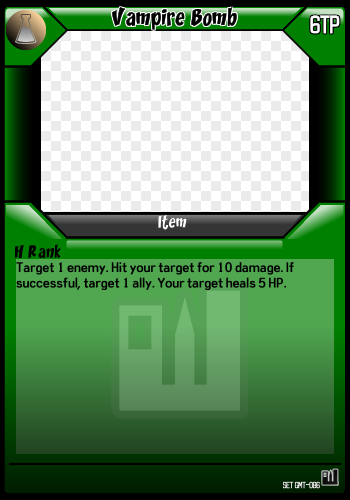 Vampire Bomb
6TP
Item
H Rank
Target 1 enemy. Hit your target for 10 damage. If
successful, target 1 ally. Your target heals 5 HP.
SET GMT-086